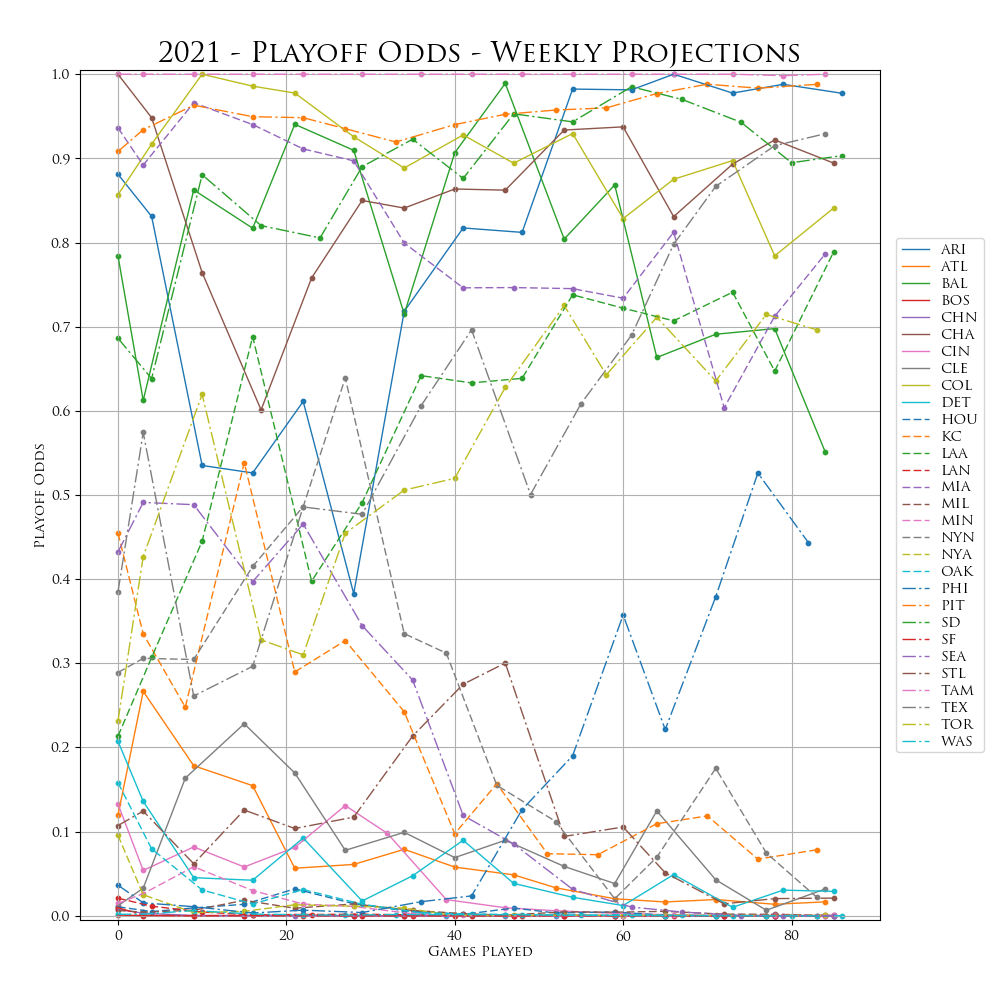 2021 - Playoff Odds - Weekly Projections
1.0
0.9
0.8
0.7
0.6
0.5
0.4
0.3
0.2
0.1
0.0
Playoff Odds
0 20 40 60 80
Games Played
ARI
ATL
BAL
BOS
CHN
CHA
CIN
CLE
COL
DET
HOU
KC
LAA
LAN
MIA
MIL
MIN
NYN
NYA
OAK
PHI
PIT
SD
SF
SEA
STL
TAM
TEX
TOR
WAS